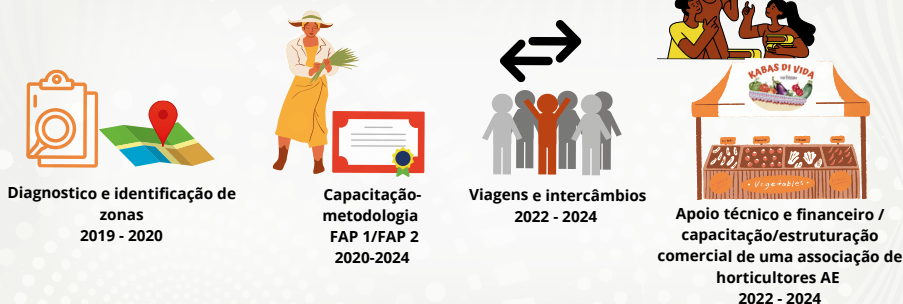 KABAS DI VIDA
Vegetables
Diagnostico e identificação de
zonas
2019 - 2020
Capacitação-
metodologia
FAP 1/FAP 2
2020-2024
Viagens e intercâmbios
2022 - 2024
Apoio técnico e financeiro /
capacitação/estruturação
comercial de uma associação de
horticultores AE
2022 - 2024